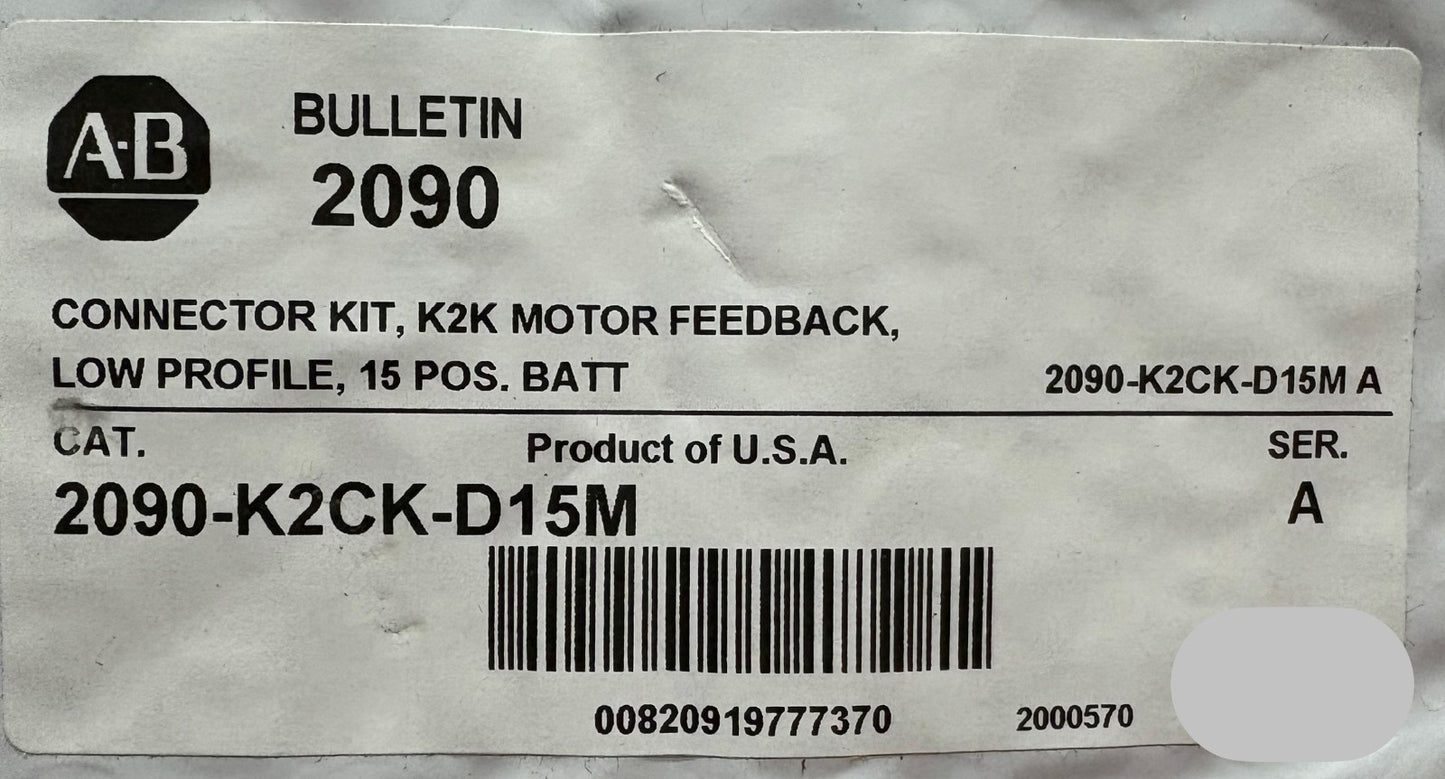 A-B
BULLETIN
2090
CONNECTOR KIT, K2K MOTOR FEEDBACK,
LOW PROFILE, 15 POS. BATT
2090-K2CK-D15M A
CAT.
Product of U.S.A.
SER.
2090-K2CK-D15M
A
00820919777370
2000570